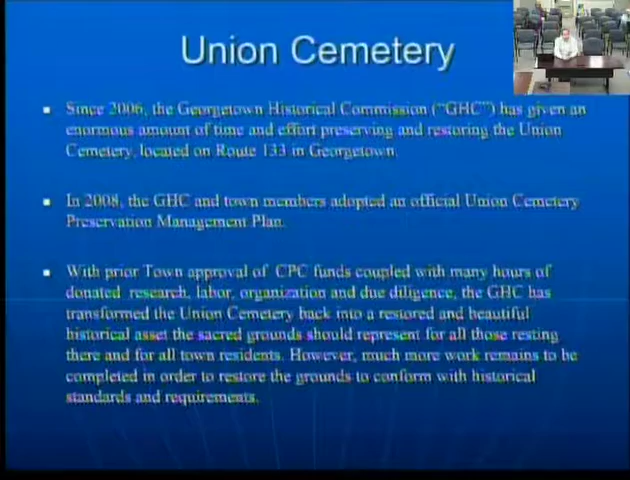 Union Cemetery
Since 2006, the Georgetown Historical Commission ("GHC") has given an
enormous amount of time and effort preserving and restoring the Union
Cemetery, located on Route 133 in Georgetown.
In 2008, the GHC and town members adopted an official Union Cemetery
Preservation Management Plan.
With prior Town approval of CPC funds coupled with many hours of
donated research, labor, organization and due diligence, the GHC has
transformed the Union Cemetery back into a restored and beautiful
historical asset the sacred grounds should represent for all those resting
there and for all town residents. However, much more work remains to be
completed in order to restore the grounds to conform with historical
standards and requirements.